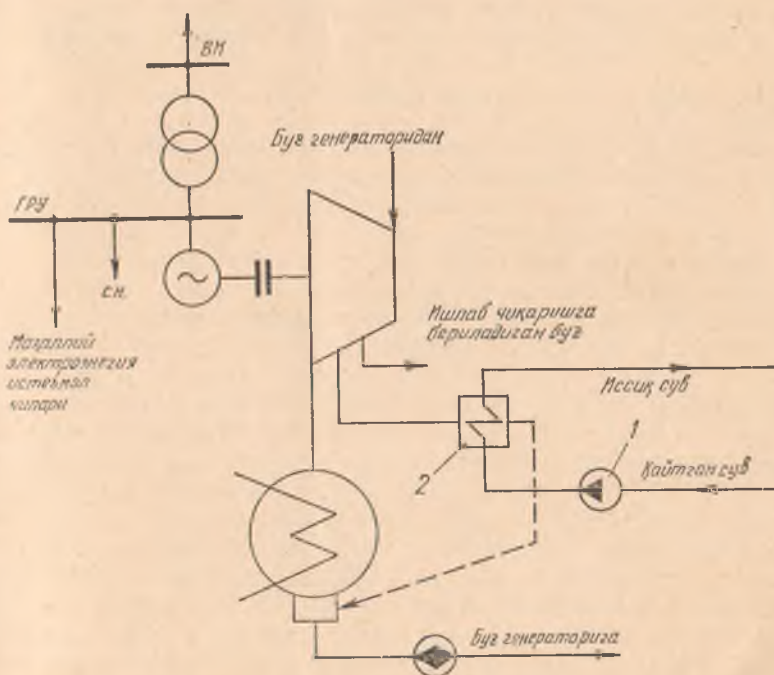 ВН
Буғ генераторидан
ГРУ
с.н.
Маҳаллий
электроэнегия
истеъмол
чилари
Ишлаб чиқаришга
бериладиган буғ
Иссиқ сув
1
2
Қайтган сув
Буғ генераторига